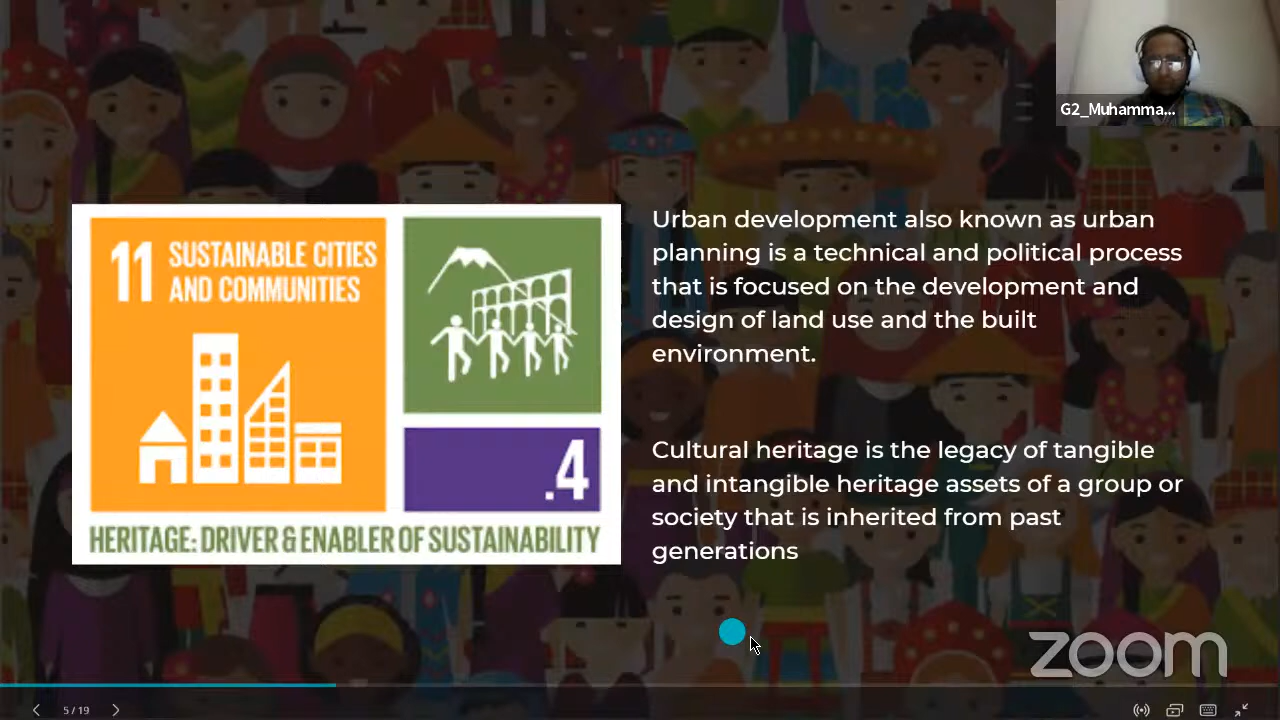 G2_Muhamma...
11 SUSTAINABLE CITIES
AND COMMUNITIES
.4
HERITAGE: DRIVER & ENABLER OF SUSTAINABILITY
Urban development also known as urban
planning is a technical and political process
that is focused on the development and
design of land use and the built
environment.
Cultural heritage is the legacy of tangible
and intangible heritage assets of a group or
society that is inherited from past
generations
zoom
5 / 19